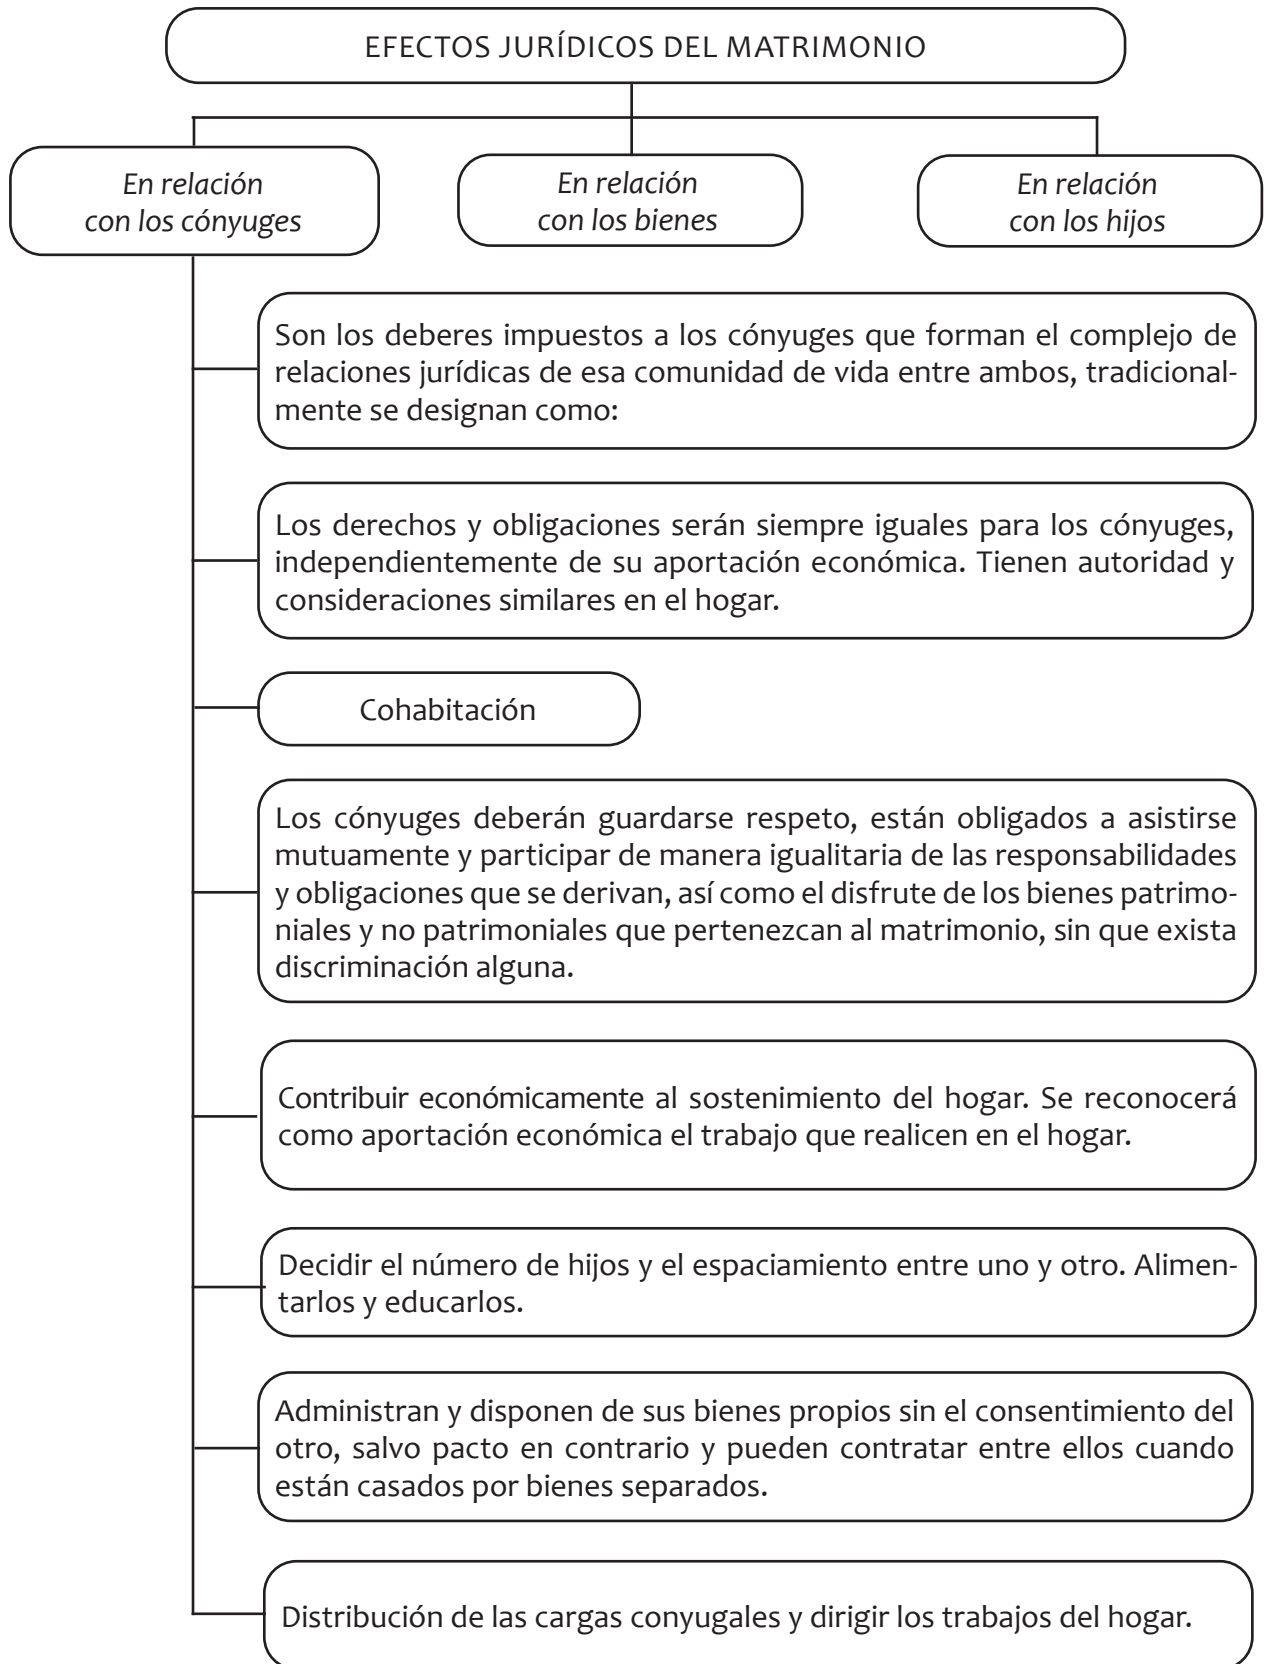 EFECTOS JURÍDICOS DEL MATRIMONIO
En relación
con los cónyuges
En relación
con los bienes
En relación
con los hijos
Son los deberes impuestos a los cónyuges que forman el complejo de
relaciones jurídicas de esa comunidad de vida entre ambos, tradicional-
mente se designan como:
Los derechos y obligaciones serán siempre iguales para los cónyuges,
independientemente de su aportación económica. Tienen autoridad y
consideraciones similares en el hogar.
Cohabitación
Los cónyuges deberán guardarse respeto, están obligados a asistirse
mutuamente y participar de manera igualitaria de las responsabilidades
y obligaciones que se derivan, así como el disfrute de los bienes patrimo-
niales y no patrimoniales que pertenezcan al matrimonio, sin que exista
discriminación alguna.
Contribuir económicamente al sostenimiento del hogar. Se reconocerá
como aportación económica el trabajo que realicen en el hogar.
Decidir el número de hijos y el espaciamiento entre uno y otro. Alimen-
tarlos y educarlos.
Administran y disponen de sus bienes propios sin el consentimiento del
otro, salvo pacto en contrario y pueden contratar entre ellos cuando
están casados por bienes separados.
Distribución de las cargas conyugales y dirigir los trabajos del hogar.